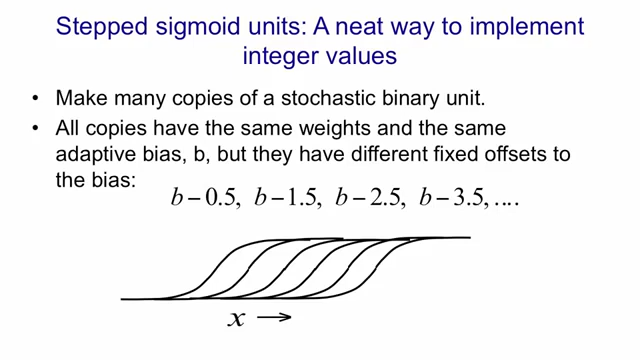 Stepped sigmoid units: A neat way to implement
integer values
• Make many copies of a stochastic binary unit.
• All copies have the same weights and the same
adaptive bias, b, but they have different fixed offsets to
the bias:
b − 0.5, b − 1.5, b − 2.5, b − 3.5, ....
x →